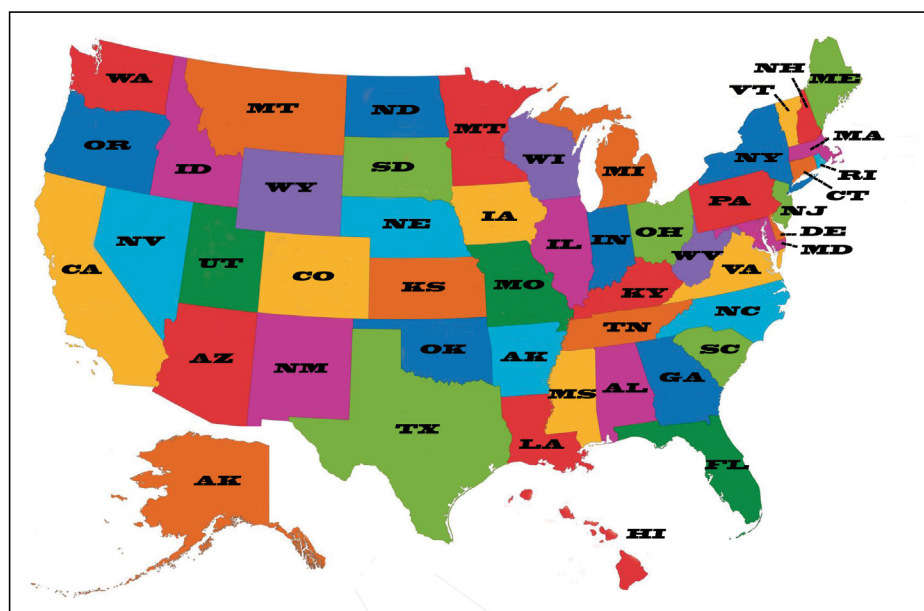 WA
MT
ND
MT
OR
ID
WY
SD
WI
MI
NY
VT
NH
ME
MA
RI
CT
NJ
PA
DE
MD
NV
UT
CO
NE
IA
IL
IN
OH
WV
VA
CA
KS
MO
KY
NC
AZ
NM
OK
AK
TN
SC
TX
MS
AL
GA
LA
FL
AK
HI